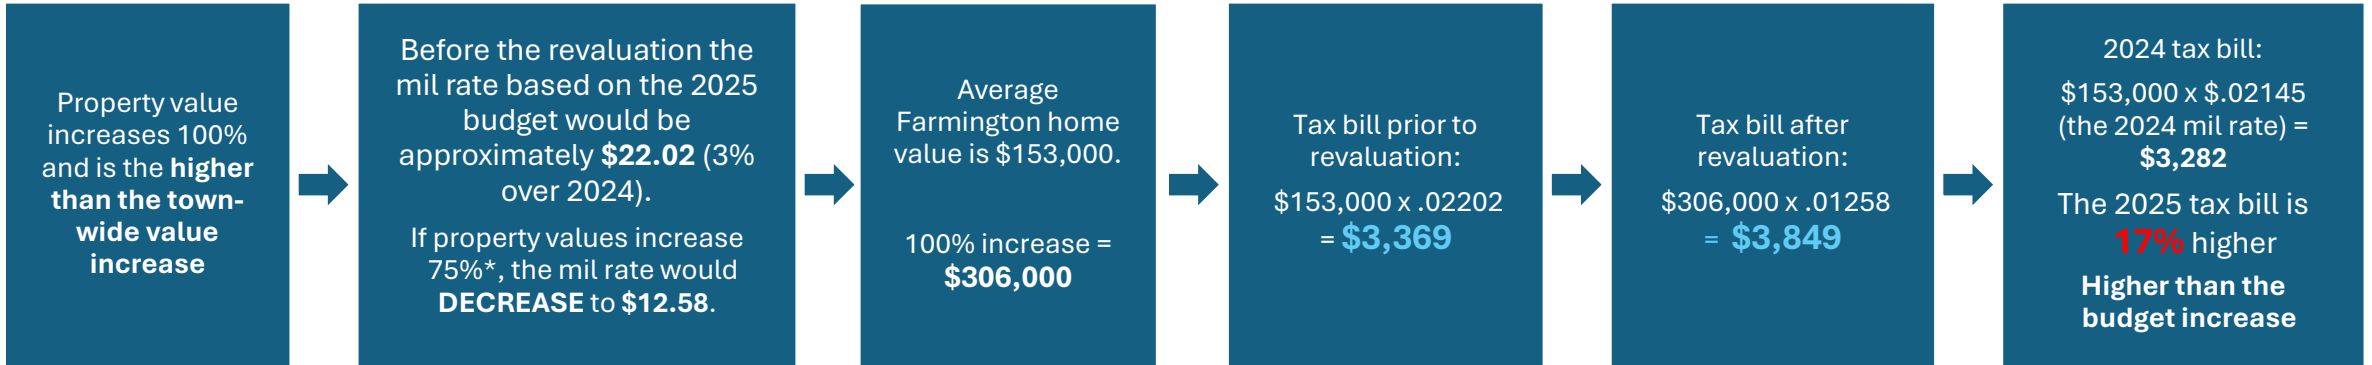 Property value
increases 100%
and is the higher
than the town-
wide value
increase
Before the revaluation the
mil rate based on the 2025
budget would be
approximately $22.02 (3%
over 2024).
If property values increase
75%*, the mil rate would
DECREASE to $12.58.
Average
Farmington home
value is $153,000.
100% increase =
$306,000
Tax bill prior to
revaluation:
$153,000 x .02202
= $3,369
Tax bill after
revaluation:
$306,000 x .01258
= $3,849
2024 tax bill:
$153,000 x $.02145
(the 2024 mil rate) =
$3,282
The 2025 tax bill is
17% higher
Higher than the
budget increase